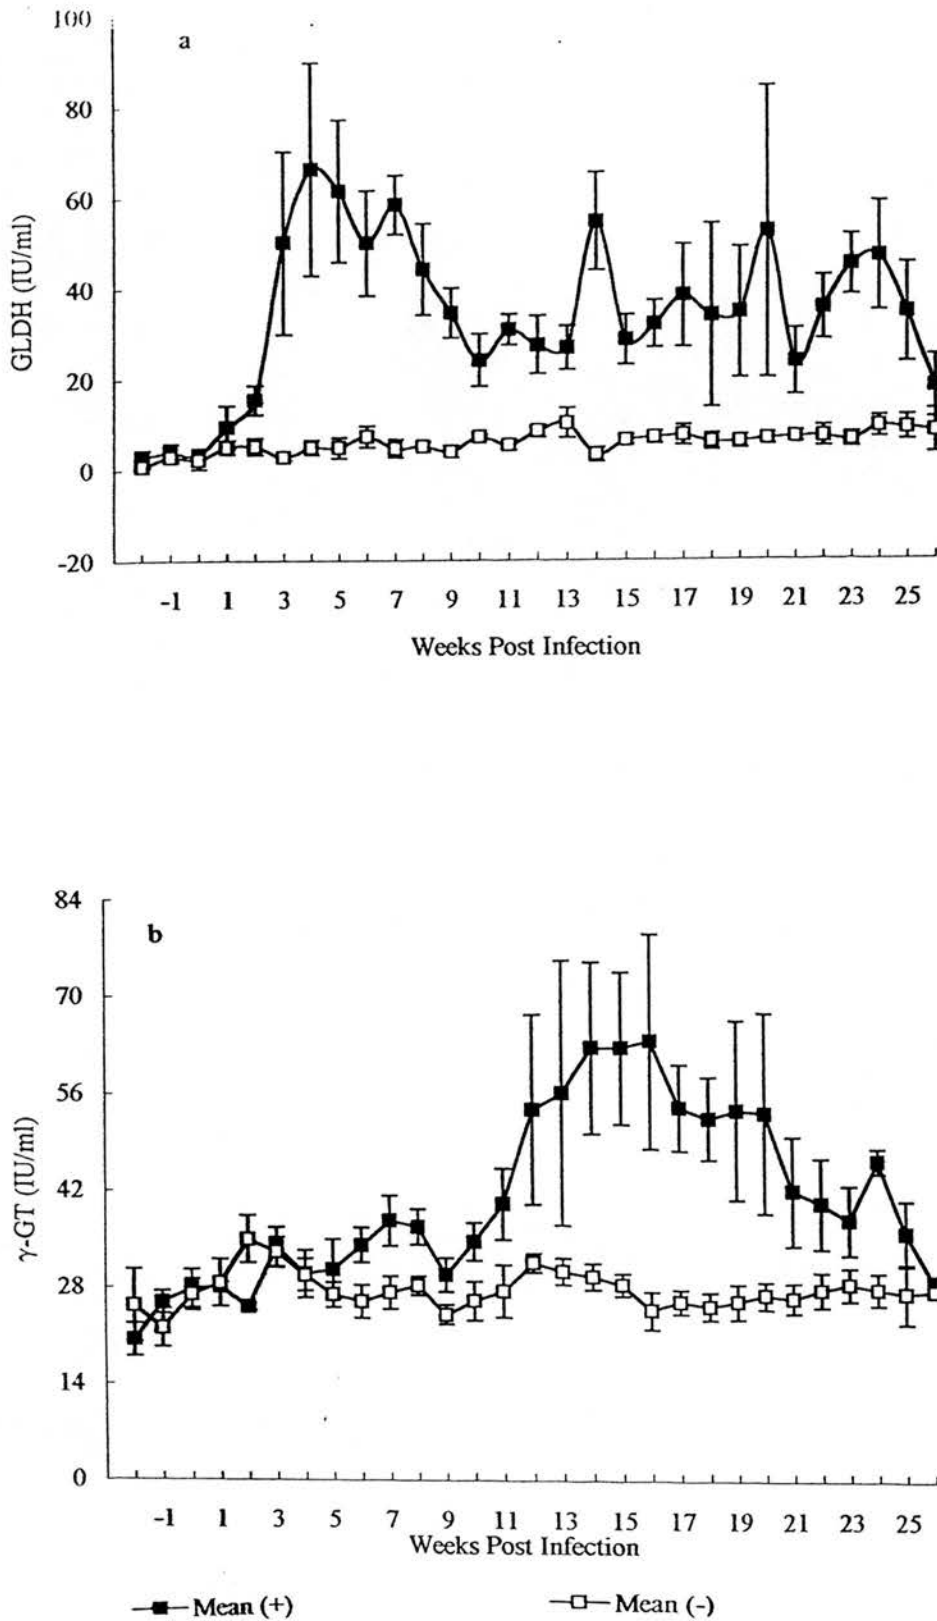 a
100
80
60
40
20
0
-20
GLDH (IU/ml)
-1 1 3 5 7 9 11 13 15 17 19 21 23 25
Weeks Post Infection
b
84
70
56
42
28
14
0
γ-GT (IU/ml)
-1 1 3 5 7 9 11 13 15 17 19 21 23 25
Weeks Post Infection
Mean (+) Mean (-)